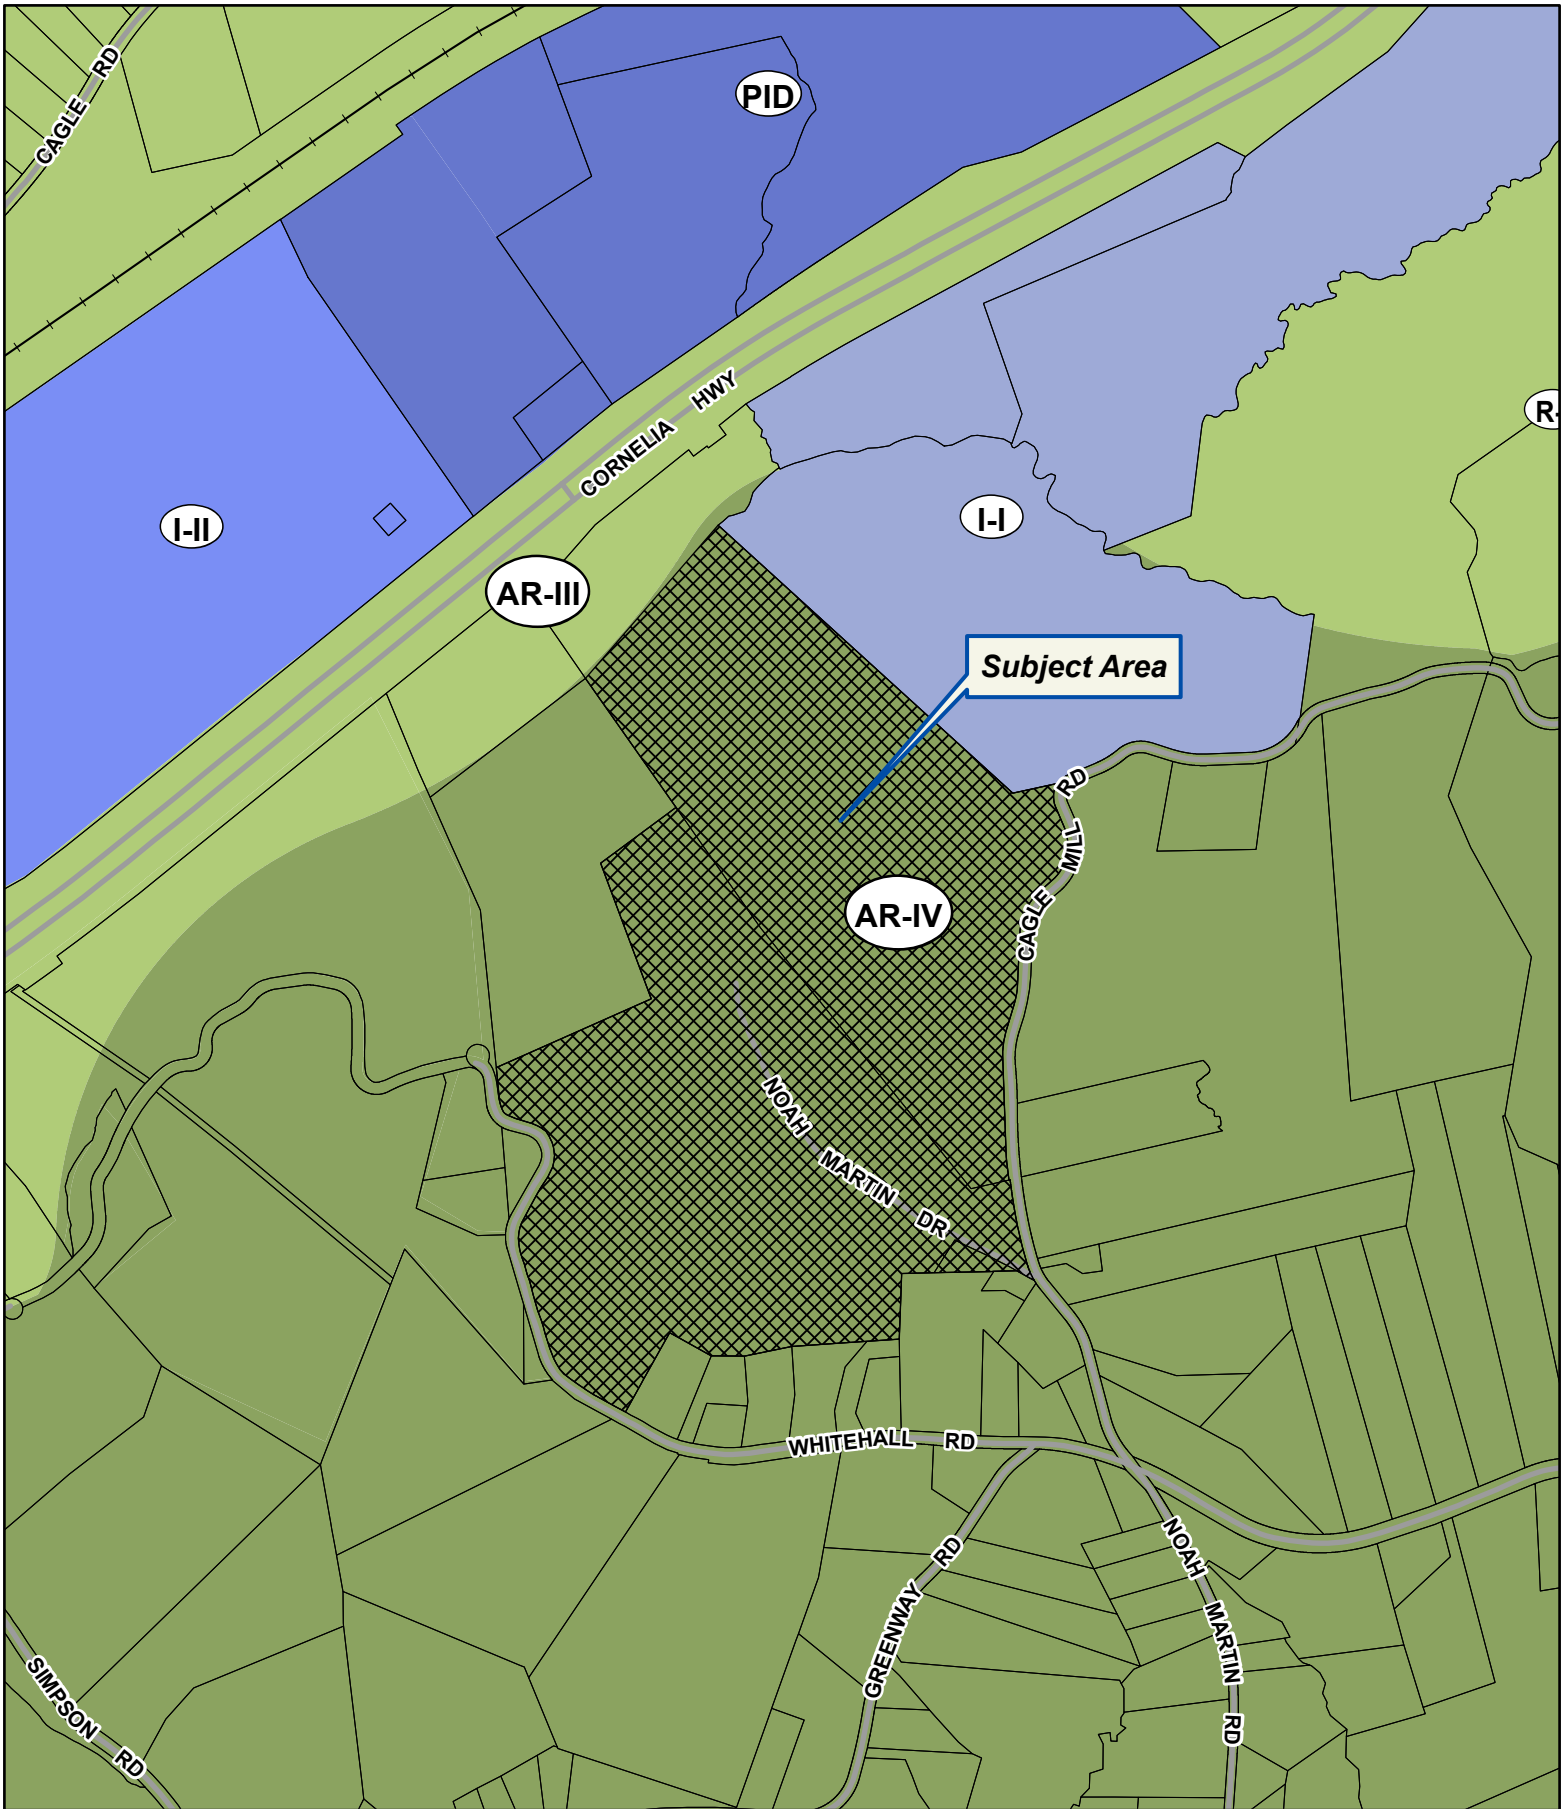 CAGLE RD
PID
R-
CORNELIA HWY
I-II
I-I
AR-III
Subject Area
CAGLE MILL RD
AR-IV
NOAH MARTIN DR
WHITEHALL RD
GREENWAY RD
NOAH MARTIN RD
SIMPSON RD